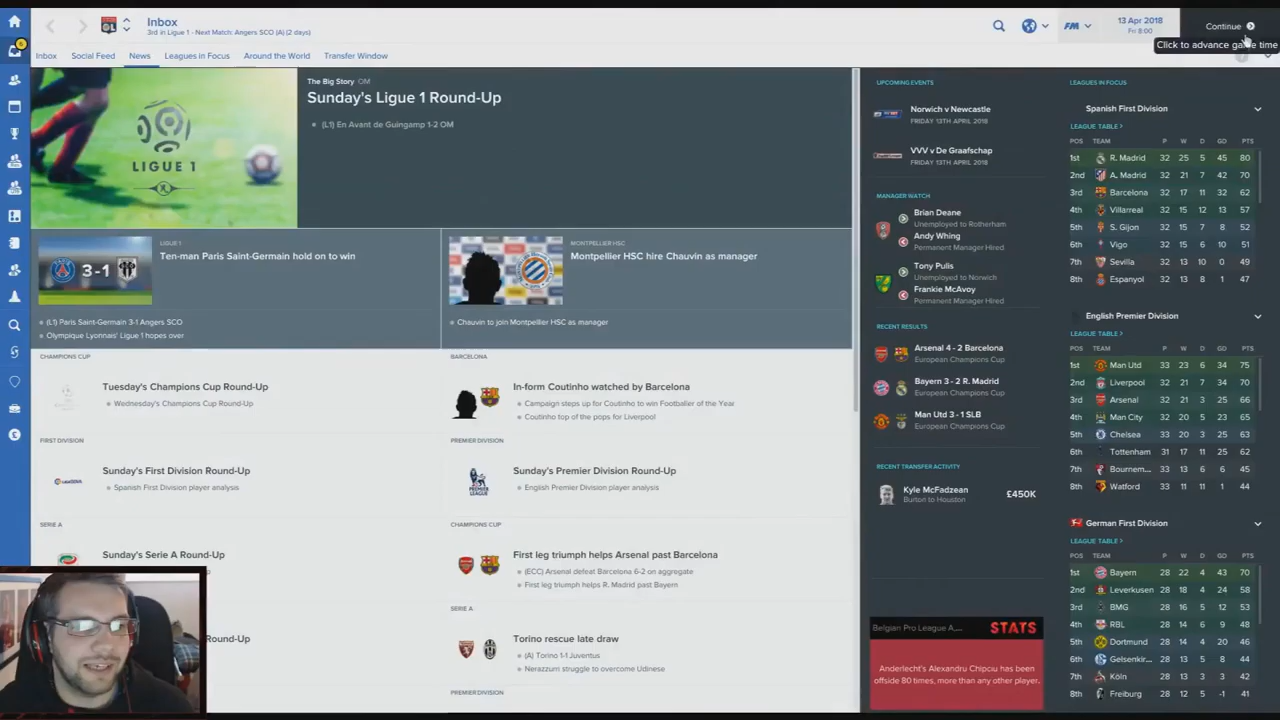 Inbox
3rd in Ligue 1 - Next Match: Angers SCO (A) (2 days)
FM
13 Apr 2018
Fri 8:00
Continue
Click to advance game time
Inbox
Social Feed
News
Leagues in Focus
Around the World
Transfer Window
The Big Story OM
Sunday's Ligue 1 Round-Up
(L1) En Avant de Guingamp 1-2 OM
LIGUE 1
3-1
LIGUE 1
Ten-man Paris Saint-Germain hold on to win
(L1) Paris Saint-Germain 3-1 Angers SCO
Olympique Lyonnais' Ligue 1 hopes over
MONTPELLIER HSC
Montpellier HSC hire Chauvin as manager
Chauvin to join Montpellier HSC as manager
CHAMPIONS CUP
Tuesday's Champions Cup Round-Up
Wednesday's Champions Cup Round-Up
BARCELONA
In-form Coutinho watched by Barcelona
Campaign steps up for Coutinho to win Footballer of the Year
Coutinho top of the pops for Liverpool
FIRST DIVISION
Sunday's First Division Round-Up
Spanish First Division player analysis
PREMIER DIVISION
Sunday's Premier Division Round-Up
English Premier Division player analysis
SERIE A
Sunday's Serie A Round-Up
CHAMPIONS CUP
First leg triumph helps Arsenal past Barcelona
(ECC) Arsenal defeat Barcelona 6-2 on aggregate
First leg triumph helps R. Madrid past Bayern
Round-Up
SERIE A
Torino rescue late draw
(A) Torino 1-1 Juventus
Nerazzurri struggle to overcome Udinese
PREMIER DIVISION
UPCOMING EVENTS
Norwich v Newcastle
FRIDAY 13TH APRIL 2018
VVV v De Graafschap
FRIDAY 13TH APRIL 2018
MANAGER WATCH
Brian Deane
Unemployed to Rotherham
Andy Whing
Permanent Manager Hired
Tony Pulis
Unemployed to Norwich
Frankie McAvoy
Permanent Manager Hired
RECENT RESULTS
Arsenal 4 - 2 Barcelona
European Champions Cup
Bayern 3 - 2 R. Madrid
European Champions Cup
Man Utd 3 - 1 SLB
European Champions Cup
RECENT TRANSFER ACTIVITY
Kyle McFadzean
Burton to Houston
£450K
Belgian Pro League A....
STATS
Anderlecht's Alexandru Chipciu has been
offside 80 times, more than any other player.
LEAGUES IN FOCUS
Spanish First Division
LEAGUE TABLE >
POS TEAM P W D GD PTS
1st R. Madrid 32 25 5 45 80
2nd A. Madrid 32 21 7 42 70
3rd Barcelona 32 17 11 32 62
4th Villarreal 32 15 12 13 57
5th S. Gijon 32 15 7 8 52
6th Vigo 32 15 6 10 51
7th Sevilla 32 13 10 0 49
8th Espanyol 32 13 8 1 47
English Premier Division
LEAGUE TABLE >
POS TEAM P W D GD PTS
1st Man Utd 33 23 6 34 75
2nd Liverpool 32 21 7 34 70
3rd Arsenal 32 21 3 25 66
4th Man City 32 20 5 23 65
5th Chelsea 33 20 3 25 63
6th Tottenham 31 17 11 25 62
7th Bournem... 33 13 6 6 45
8th Watford 33 11 11 1 44
German First Division
LEAGUE TABLE >
POS TEAM P W D GD PTS
1st Bayern 28 22 4 43 70
2nd Leverkusen 28 18 4 24 58
3rd BMG 28 16 5 12 53
4th RBL 28 14 6 9 48
5th Dortmund 28 14 4 20 46
6th Gelsenkir... 28 13 5 8 44
7th Köln 28 13 3 3 42
8th Freiburg 28 12 5 -1 41